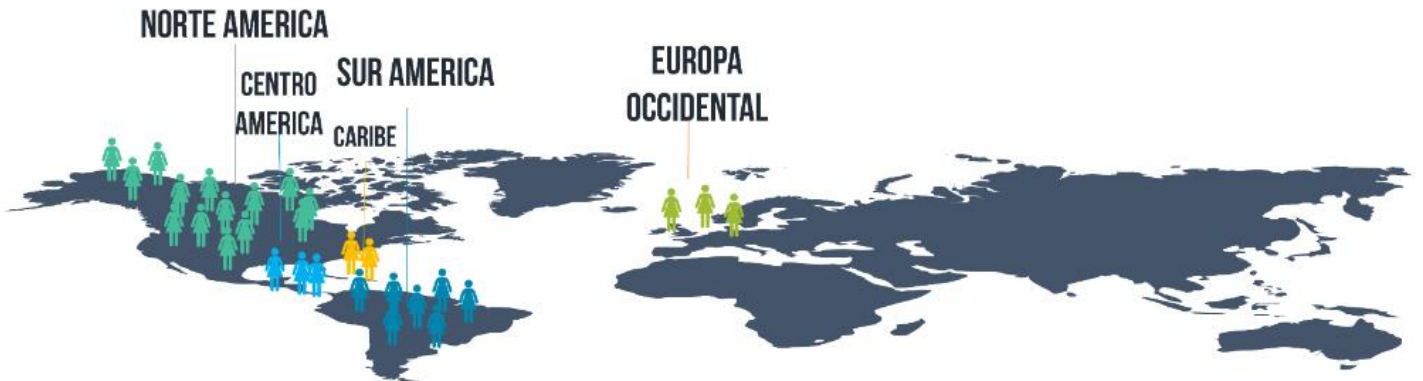 NORTE AMERICA
CENTRO
AMERICA
CARIBE
SUR AMERICA
EUROPA
OCCIDENTAL